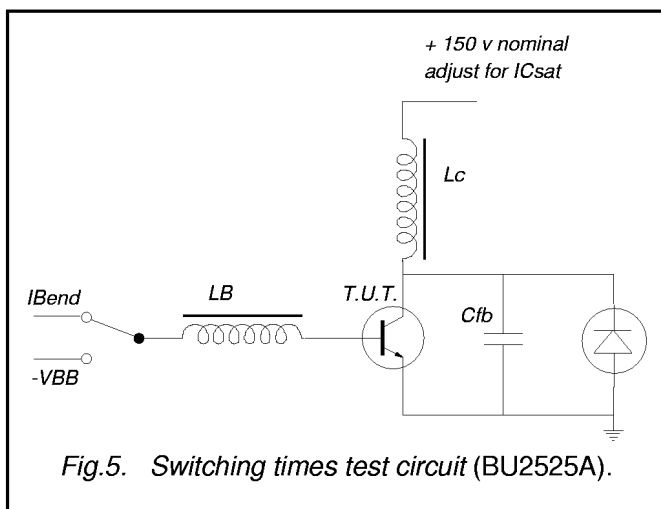 + 150 v nominal
adjust for ICsat
Lc
IBend
LB
T.U.T.
Cfb
-VBB
Fig.5. Switching times test circuit (BU2525A).